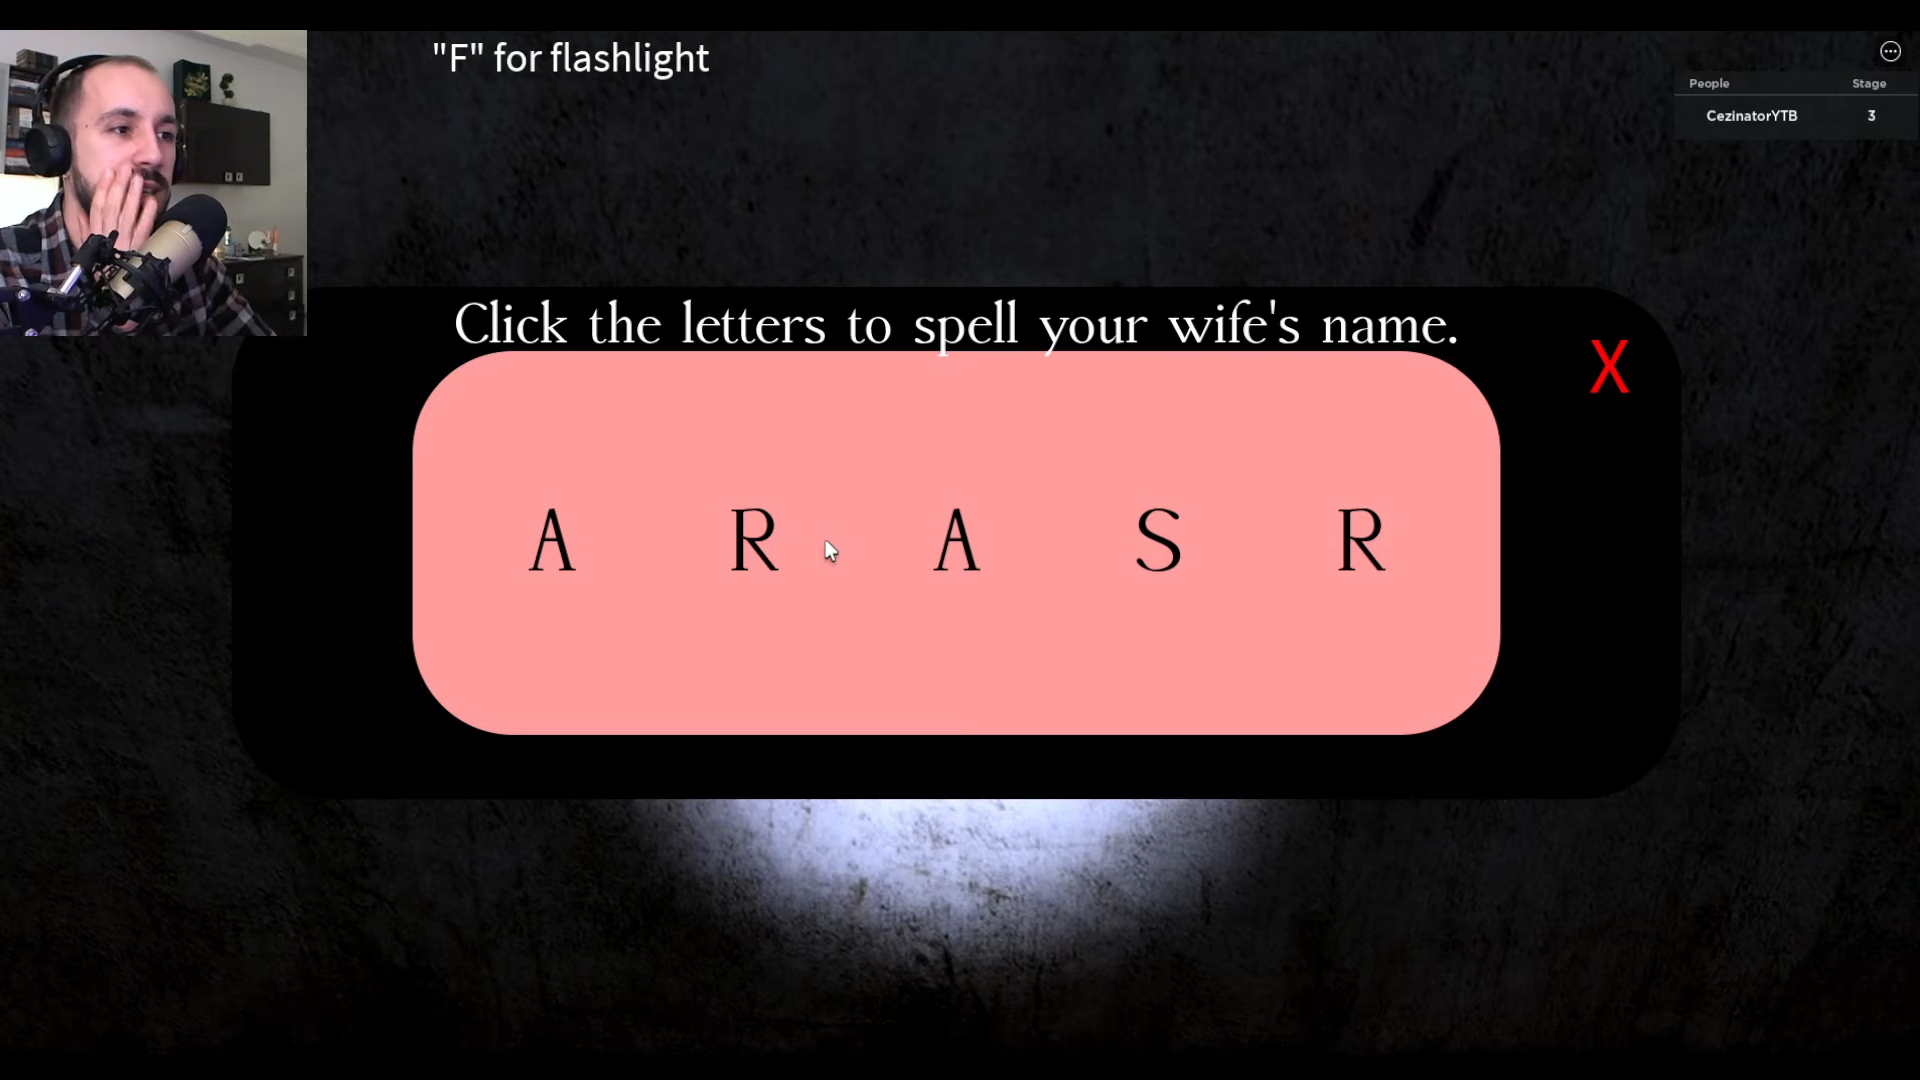 "F" for flashlight
People Stage
CezinatorYTB 3
Click the letters to spell your wife's name.
X
A R A S R